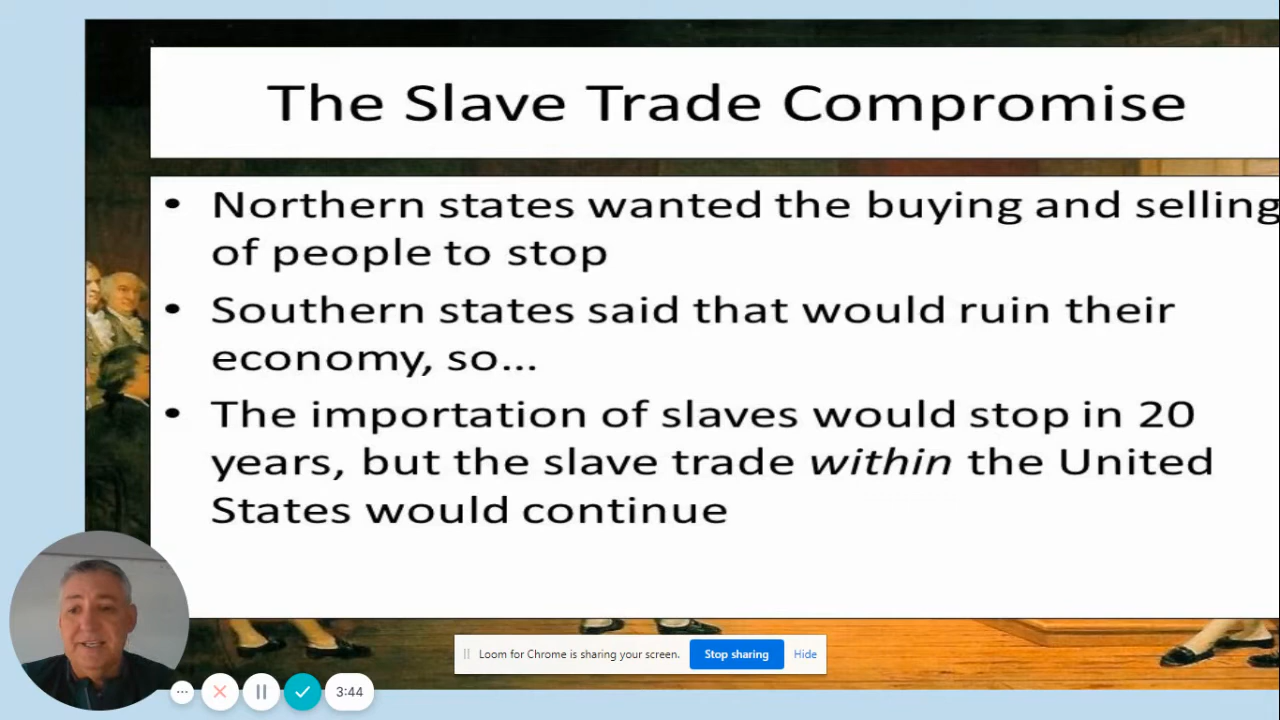 The Slave Trade Compromise
• Northern states wanted the buying and selling
of people to stop
• Southern states said that would ruin their
economy, so...
• The importation of slaves would stop in 20
years, but the slave trade within the United
States would continue
Loom for Chrome is sharing your screen. Stop sharing Hide
3:44